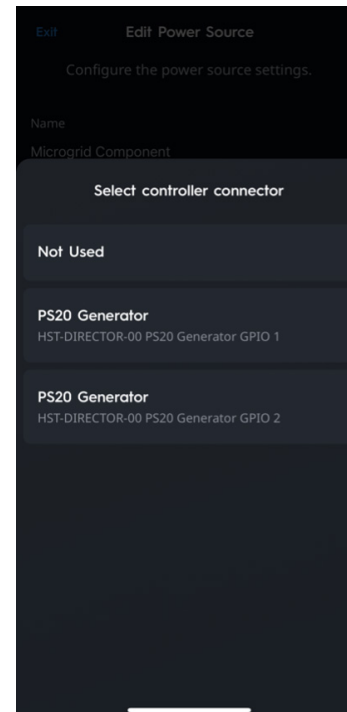 Exit
Edit Power Source
Configure the power source settings.
Name
Microgrid Component
Select controller connector
Not Used
PS20 Generator
HST-DIRECTOR-00 PS20 Generator GPIO 1
PS20 Generator
HST-DIRECTOR-00 PS20 Generator GPIO 2